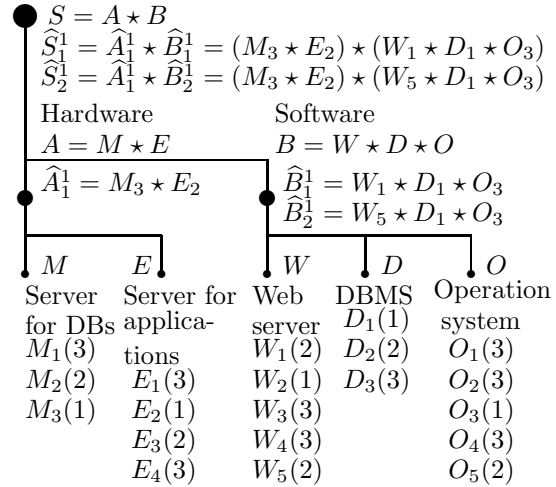 S = A ⋆ B
Ŝ₁¹ = Â₁¹ ⋆ B̂₁¹ = (M₃ ⋆ E₂) ⋆ (W₁ ⋆ D₁ ⋆ O₃)
Ŝ₂¹ = Â₁¹ ⋆ B̂₂¹ = (M₃ ⋆ E₂) ⋆ (W₅ ⋆ D₁ ⋆ O₃)
Hardware
A = M ⋆ E
Â₁¹ = M₃ ⋆ E₂
Software
B = W ⋆ D ⋆ O
B̂₁¹ = W₁ ⋆ D₁ ⋆ O₃
B̂₂¹ = W₅ ⋆ D₁ ⋆ O₃
M
Server
for DBs
M₁(3)
M₂(2)
M₃(1)
E
Server for
applica-
tions
E₁(3)
E₂(1)
E₃(2)
E₄(3)
W
Web
server
W₁(2)
W₂(1)
W₃(3)
W₄(3)
W₅(2)
D
DBMS
D₁(1)
D₂(2)
D₃(3)
O
Operation
system
O₁(3)
O₂(3)
O₃(1)
O₄(3)
O₅(2)